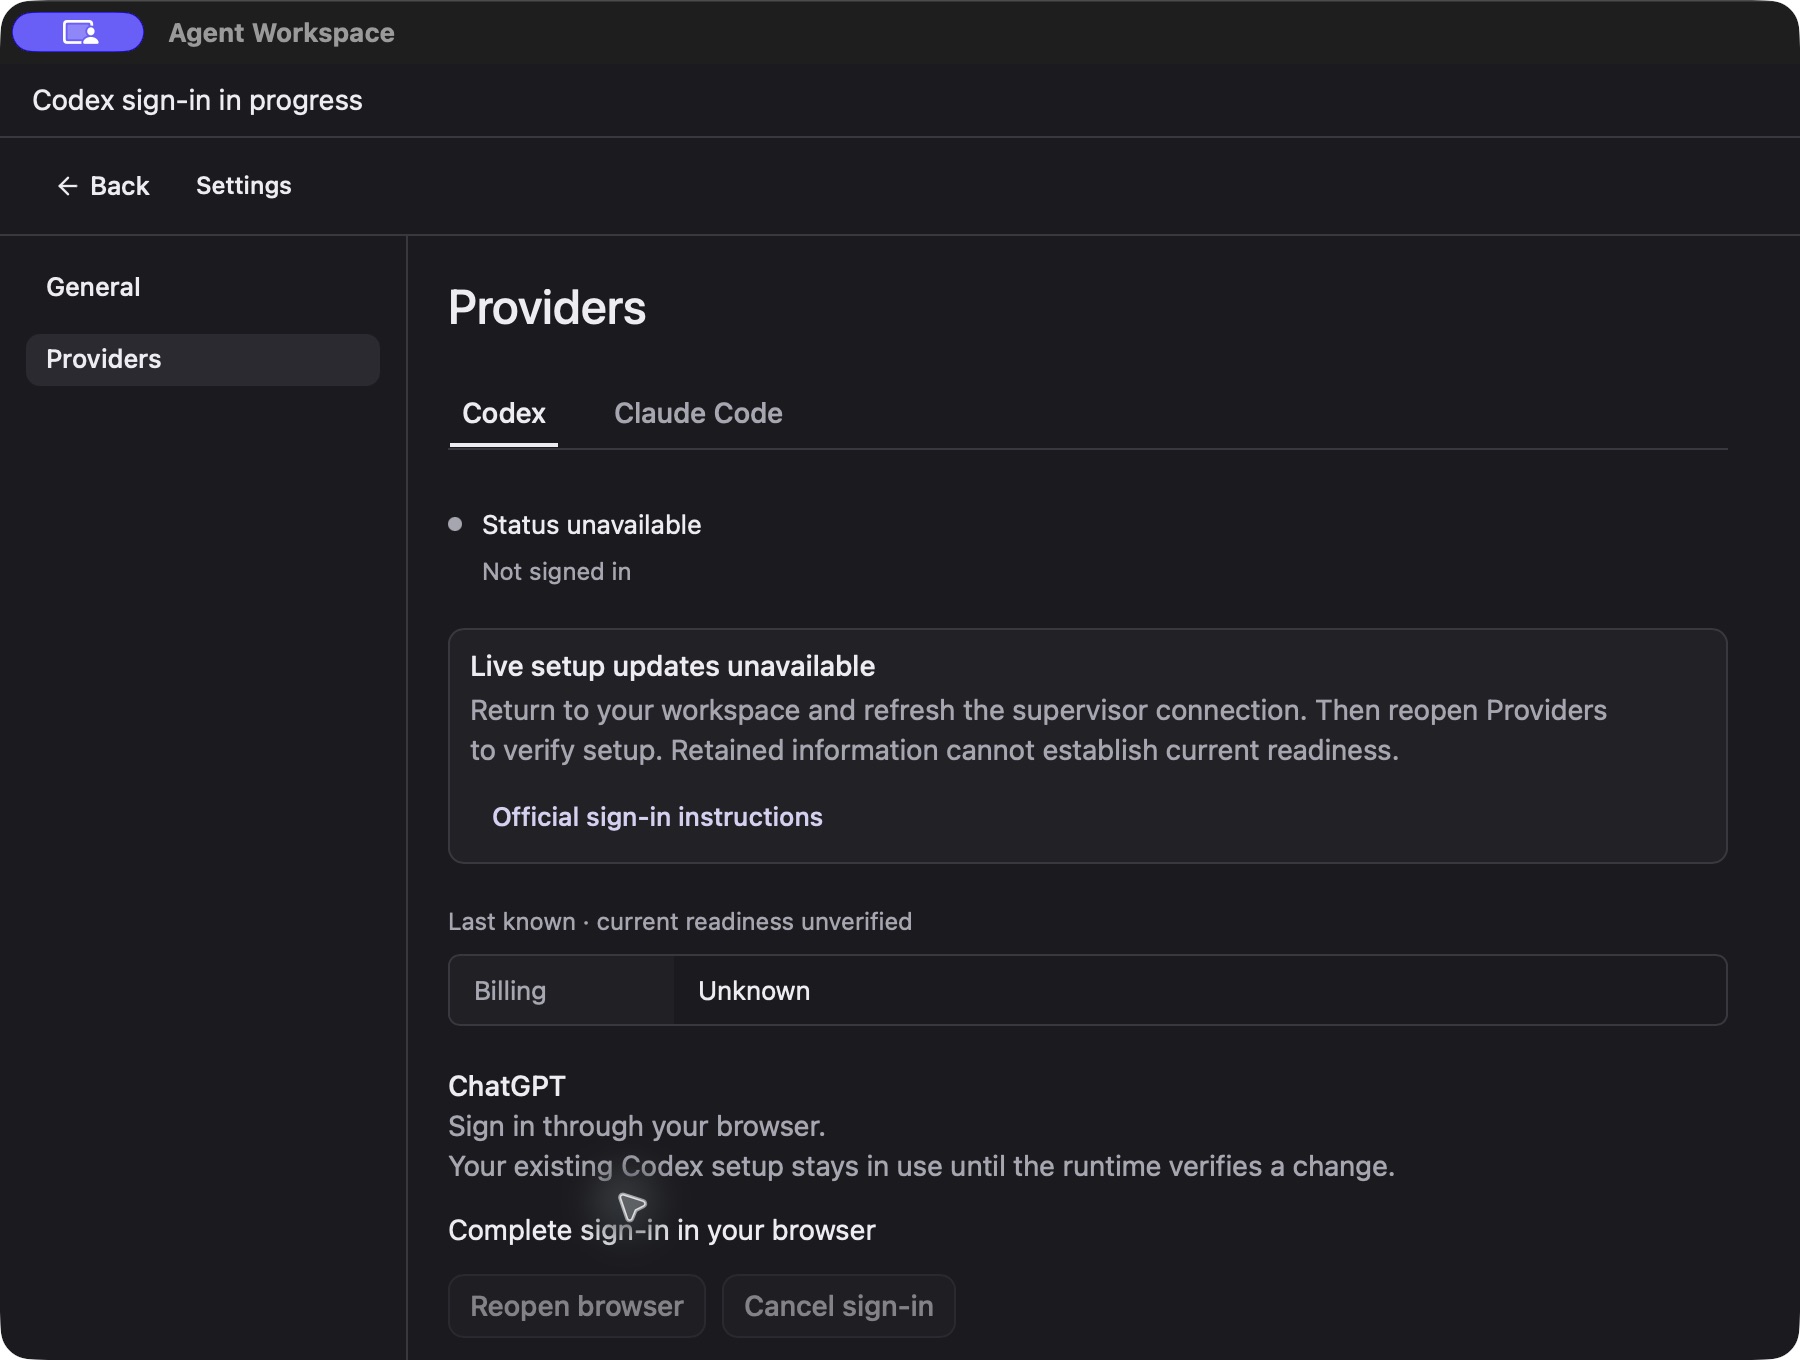 Agent Workspace
Codex sign-in in progress
← Back
Settings
General
Providers
Providers
Codex
Claude Code
Status unavailable
Not signed in
Live setup updates unavailable
Return to your workspace and refresh the supervisor connection. Then reopen Providers
to verify setup. Retained information cannot establish current readiness.
Official sign-in instructions
Last known · current readiness unverified
Billing
Unknown
ChatGPT
Sign in through your browser.
Your existing Codex setup stays in use until the runtime verifies a change.
Complete sign-in in your browser
Reopen browser
Cancel sign-in